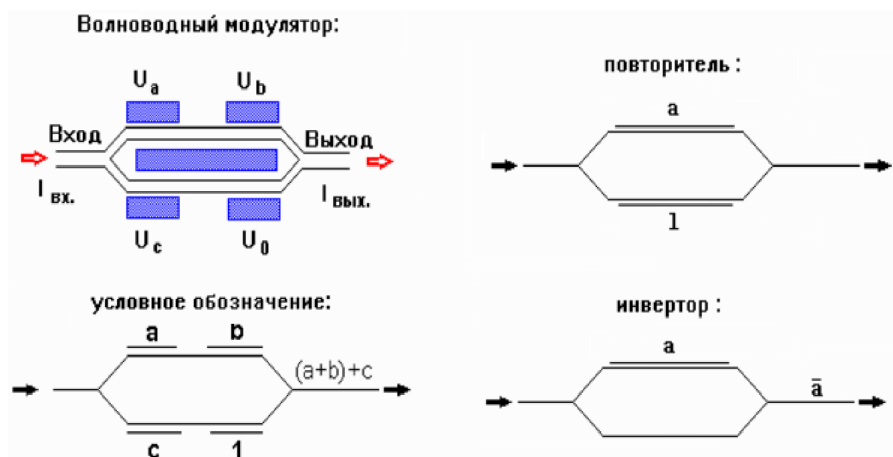 Волноводный модулятор:
U a U b
Вход Выход
I вх. I вых.
U c U 0
повторитель :
a
1
условное обозначение:
a b
(a+b)+c
c 1
инвертор :
a
ā